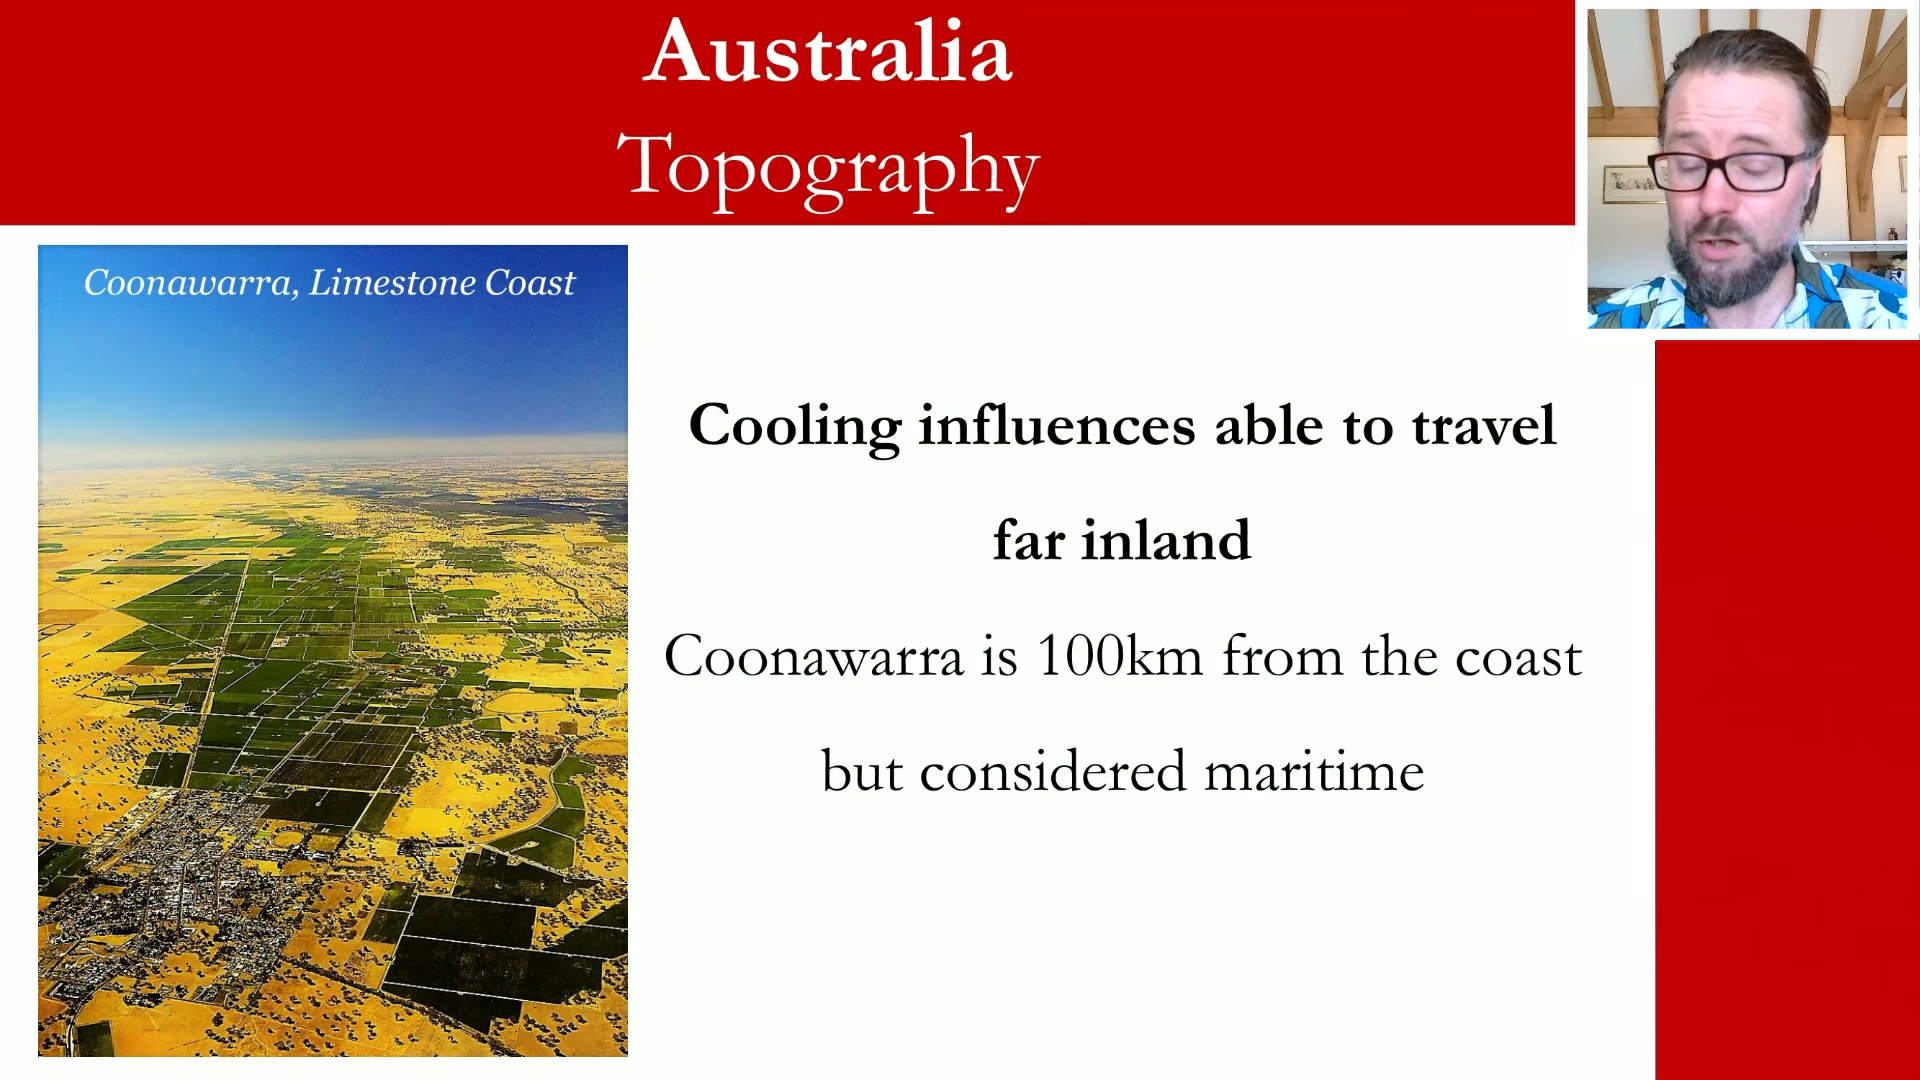 Australia
Topography
Coonawarra, Limestone Coast
Cooling influences able to travel
far inland
Coonawarra is 100km from the coast
but considered maritime